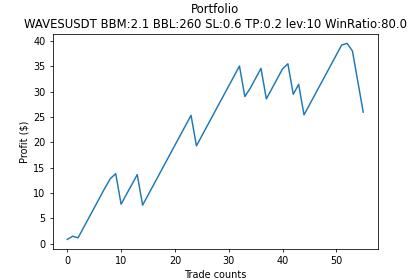 Portfolio
WAVESUSDT BBM:2.1 BBL:260 SL:0.6 TP:0.2 lev:10 WinRatio:80.0
40
35
30
25
20
15
10
5
0
Profit ($)
0 10 20 30 40 50
Trade counts